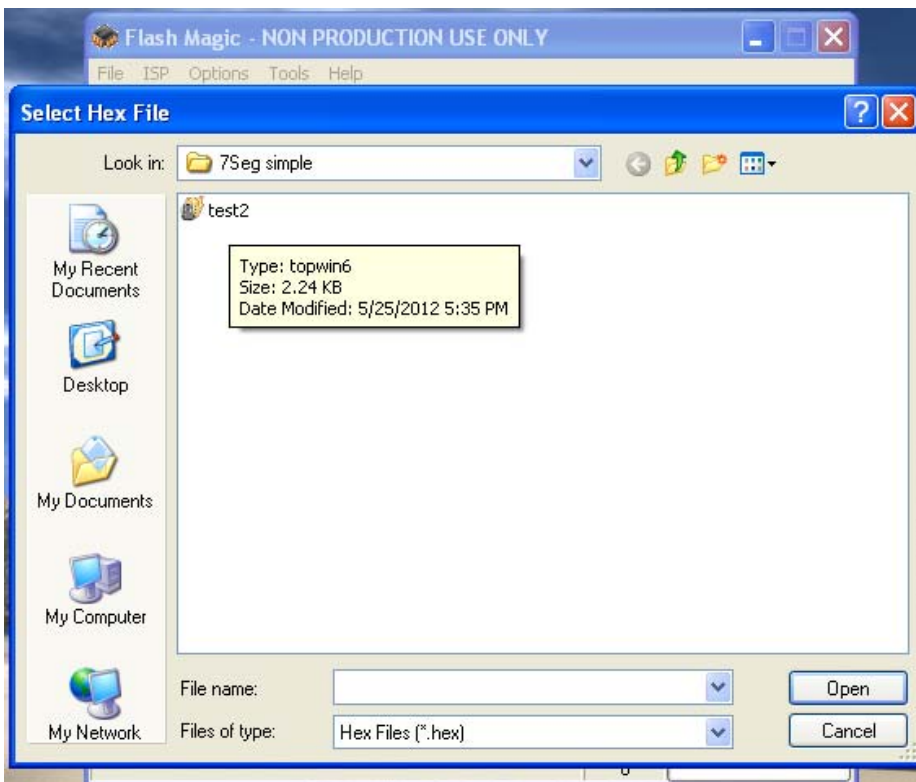 Flash Magic - NON PRODUCTION USE ONLY
File ISP Options Tools Help
Select Hex File
Look in: 7Seg simple
test2
Type: topwin6
Size: 2.24 KB
Date Modified: 5/25/2012 5:35 PM
My Recent
Documents
Desktop
My Documents
My Computer
My Network
File name:
Open
Files of type: Hex Files (*.hex)
Cancel